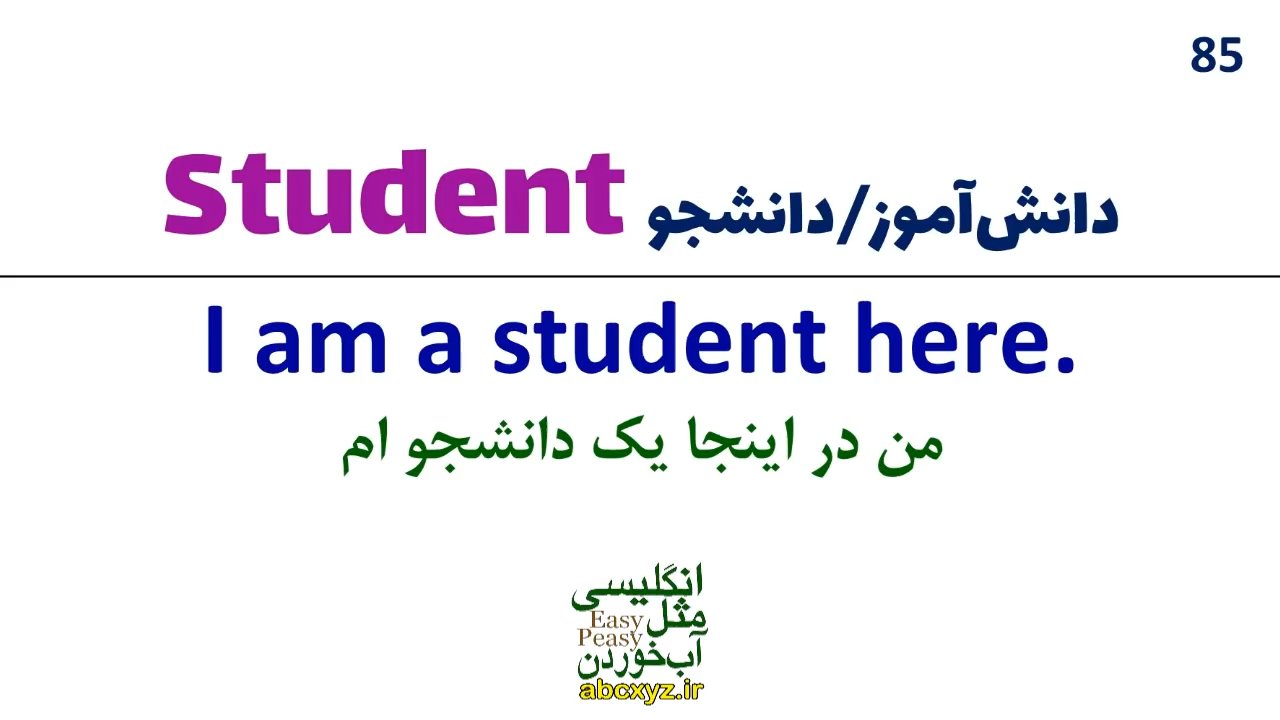 85
Student دانش‌آموز/دانشجو
I am a student here.
من در اینجا یک دانشجو ام
انگلیسی
مثل Easy
Peasy
آب‌خوردن
abcxyz.ir